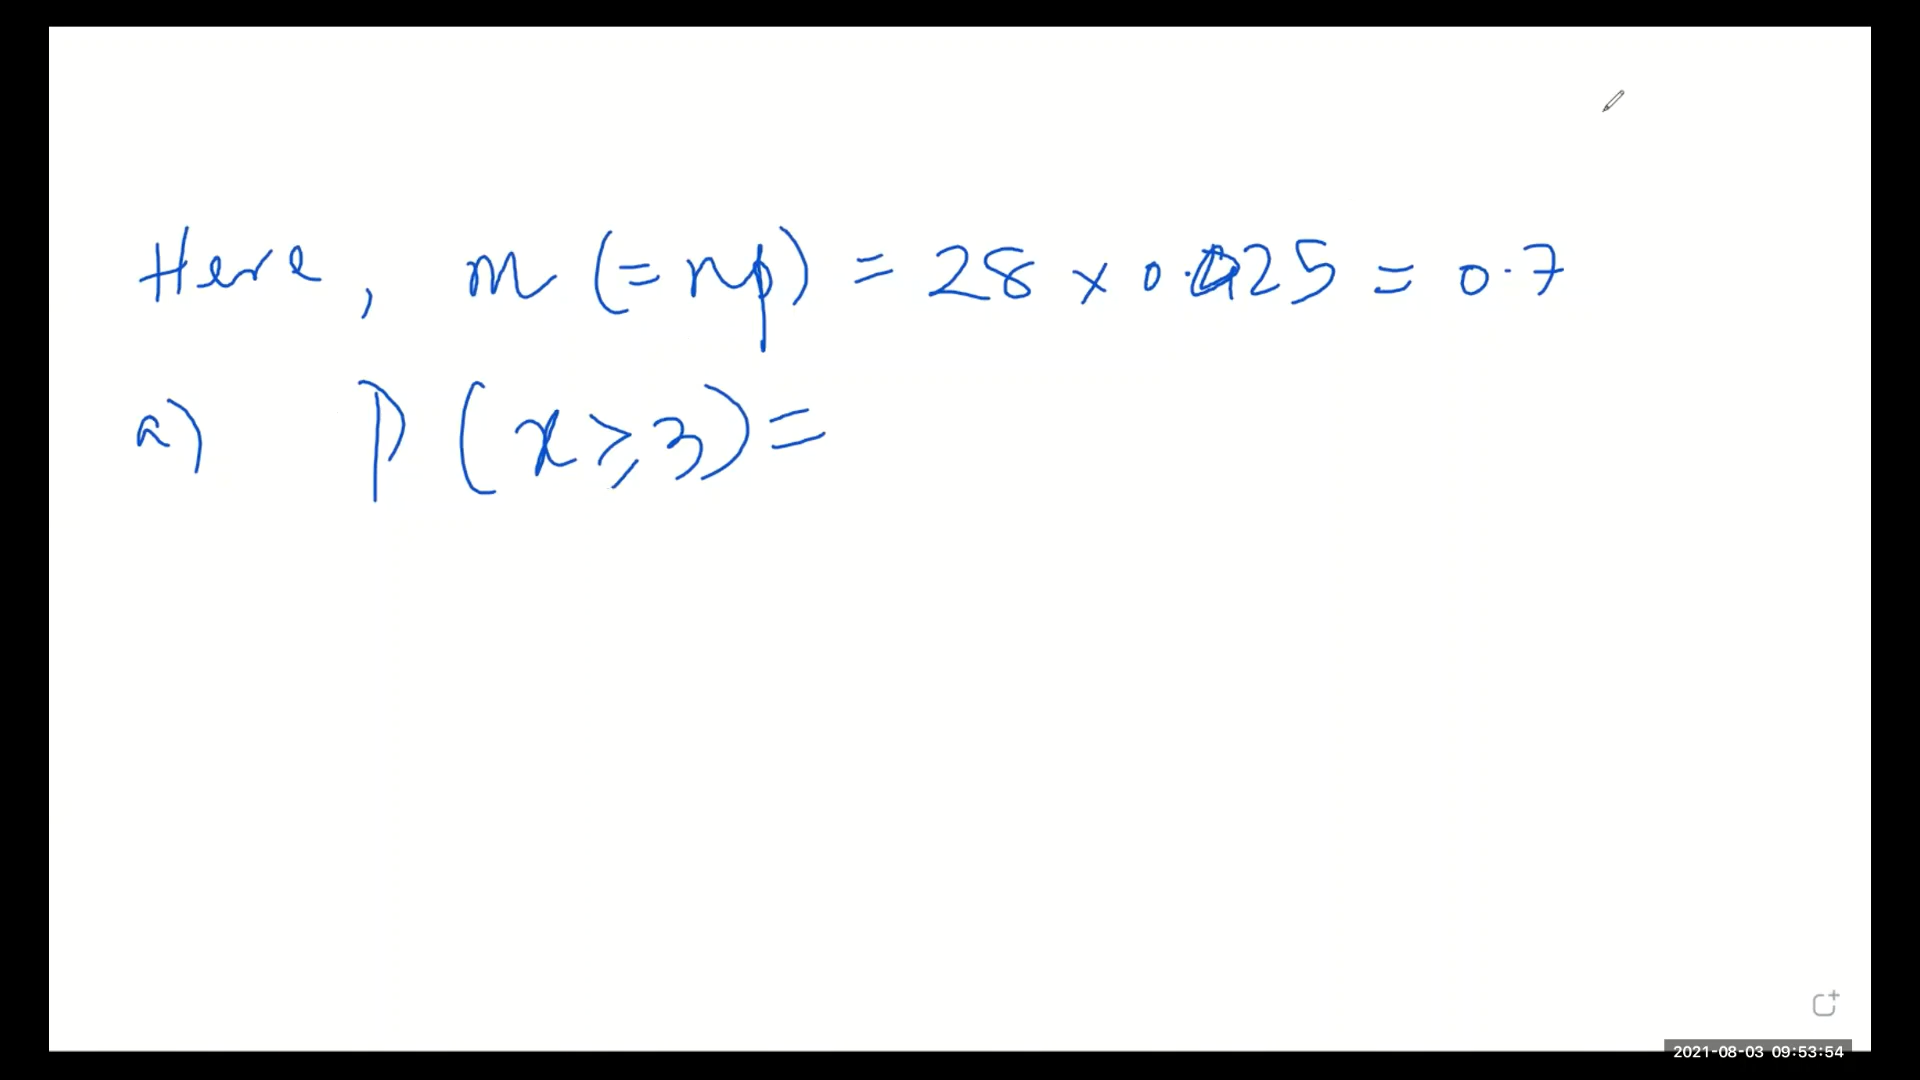 Here, m (= np) = 28 × 0.025 = 0.7
a) P (x ≥ 3) =
2021-08-03 09:53:54